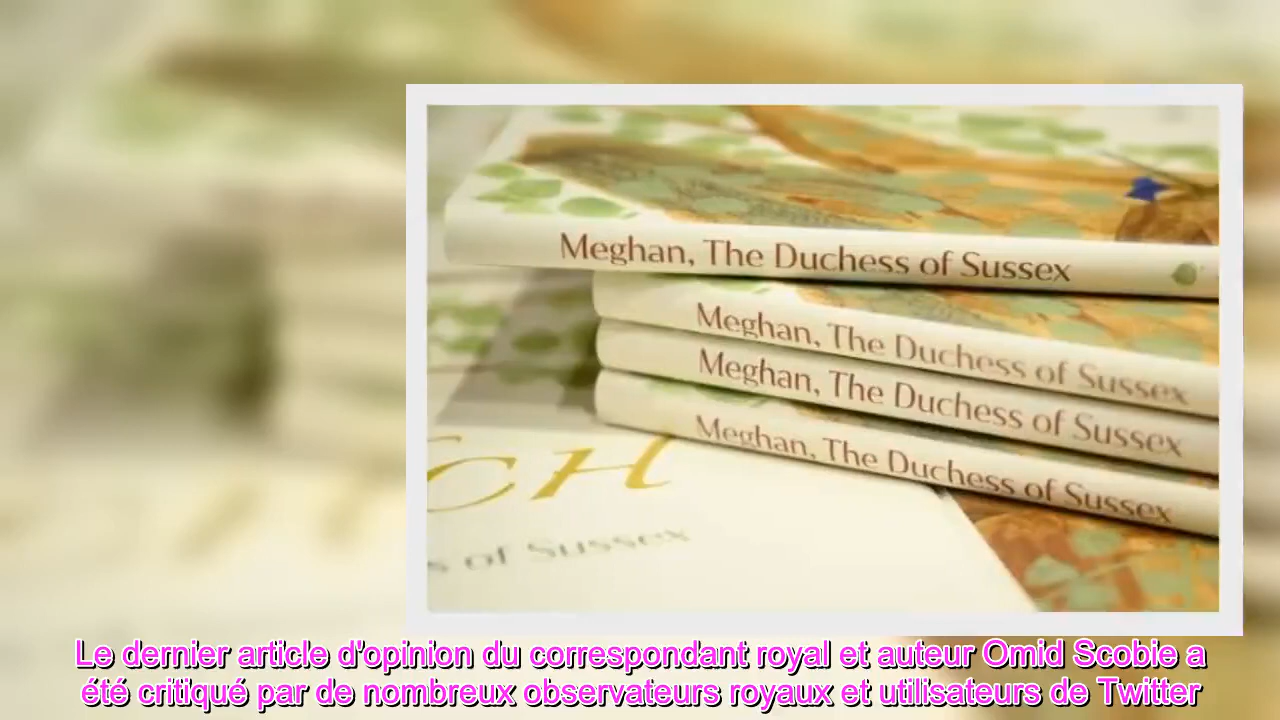 Meghan, The Duchess of Sussex
Meghan, The Duchess of Sussex
Meghan, The Duchess of Sussex
Meghan, The Duchess of Sussex
CH
s of Sussex
Le dernier article d'opinion du correspondant royal et auteur Omid Scobie a
été critiqué par de nombreux observateurs royaux et utilisateurs de Twitter